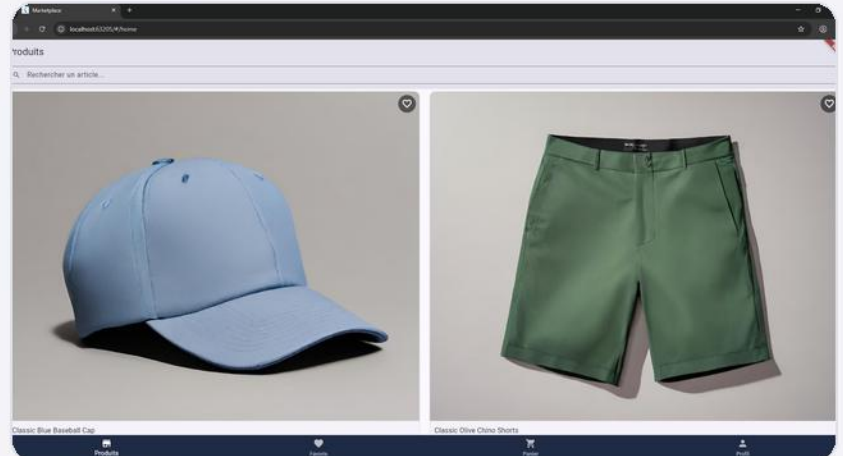 Marketplace
localhost:63205/#/home
roduits
Rechercher un article...
Classic Blue Baseball Cap
Classic Olive Chino Shorts
Produits
Favoris
Panier
Profil